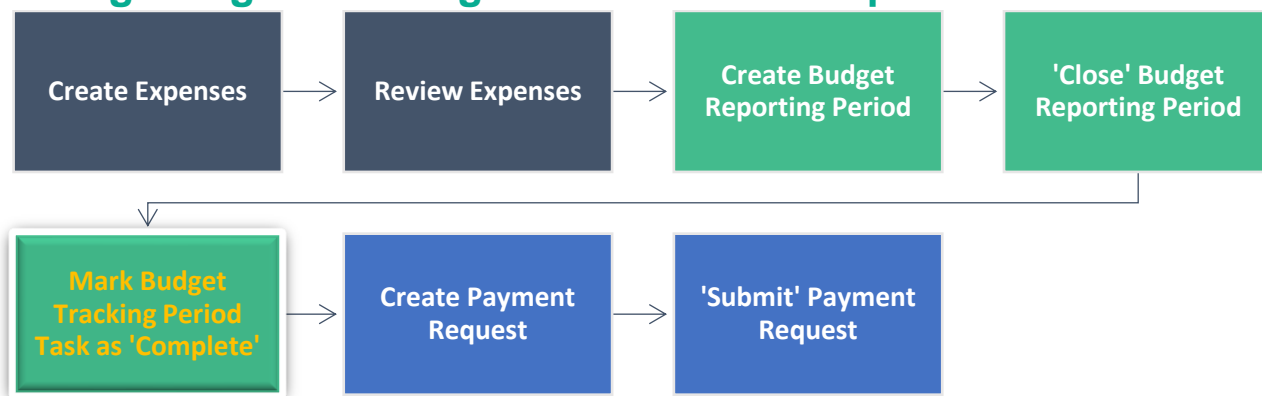 Create Expenses
Review Expenses
Create Budget
Reporting Period
'Close' Budget
Reporting Period
Mark Budget
Tracking Period
Task as 'Complete'
Create Payment
Request
'Submit' Payment
Request